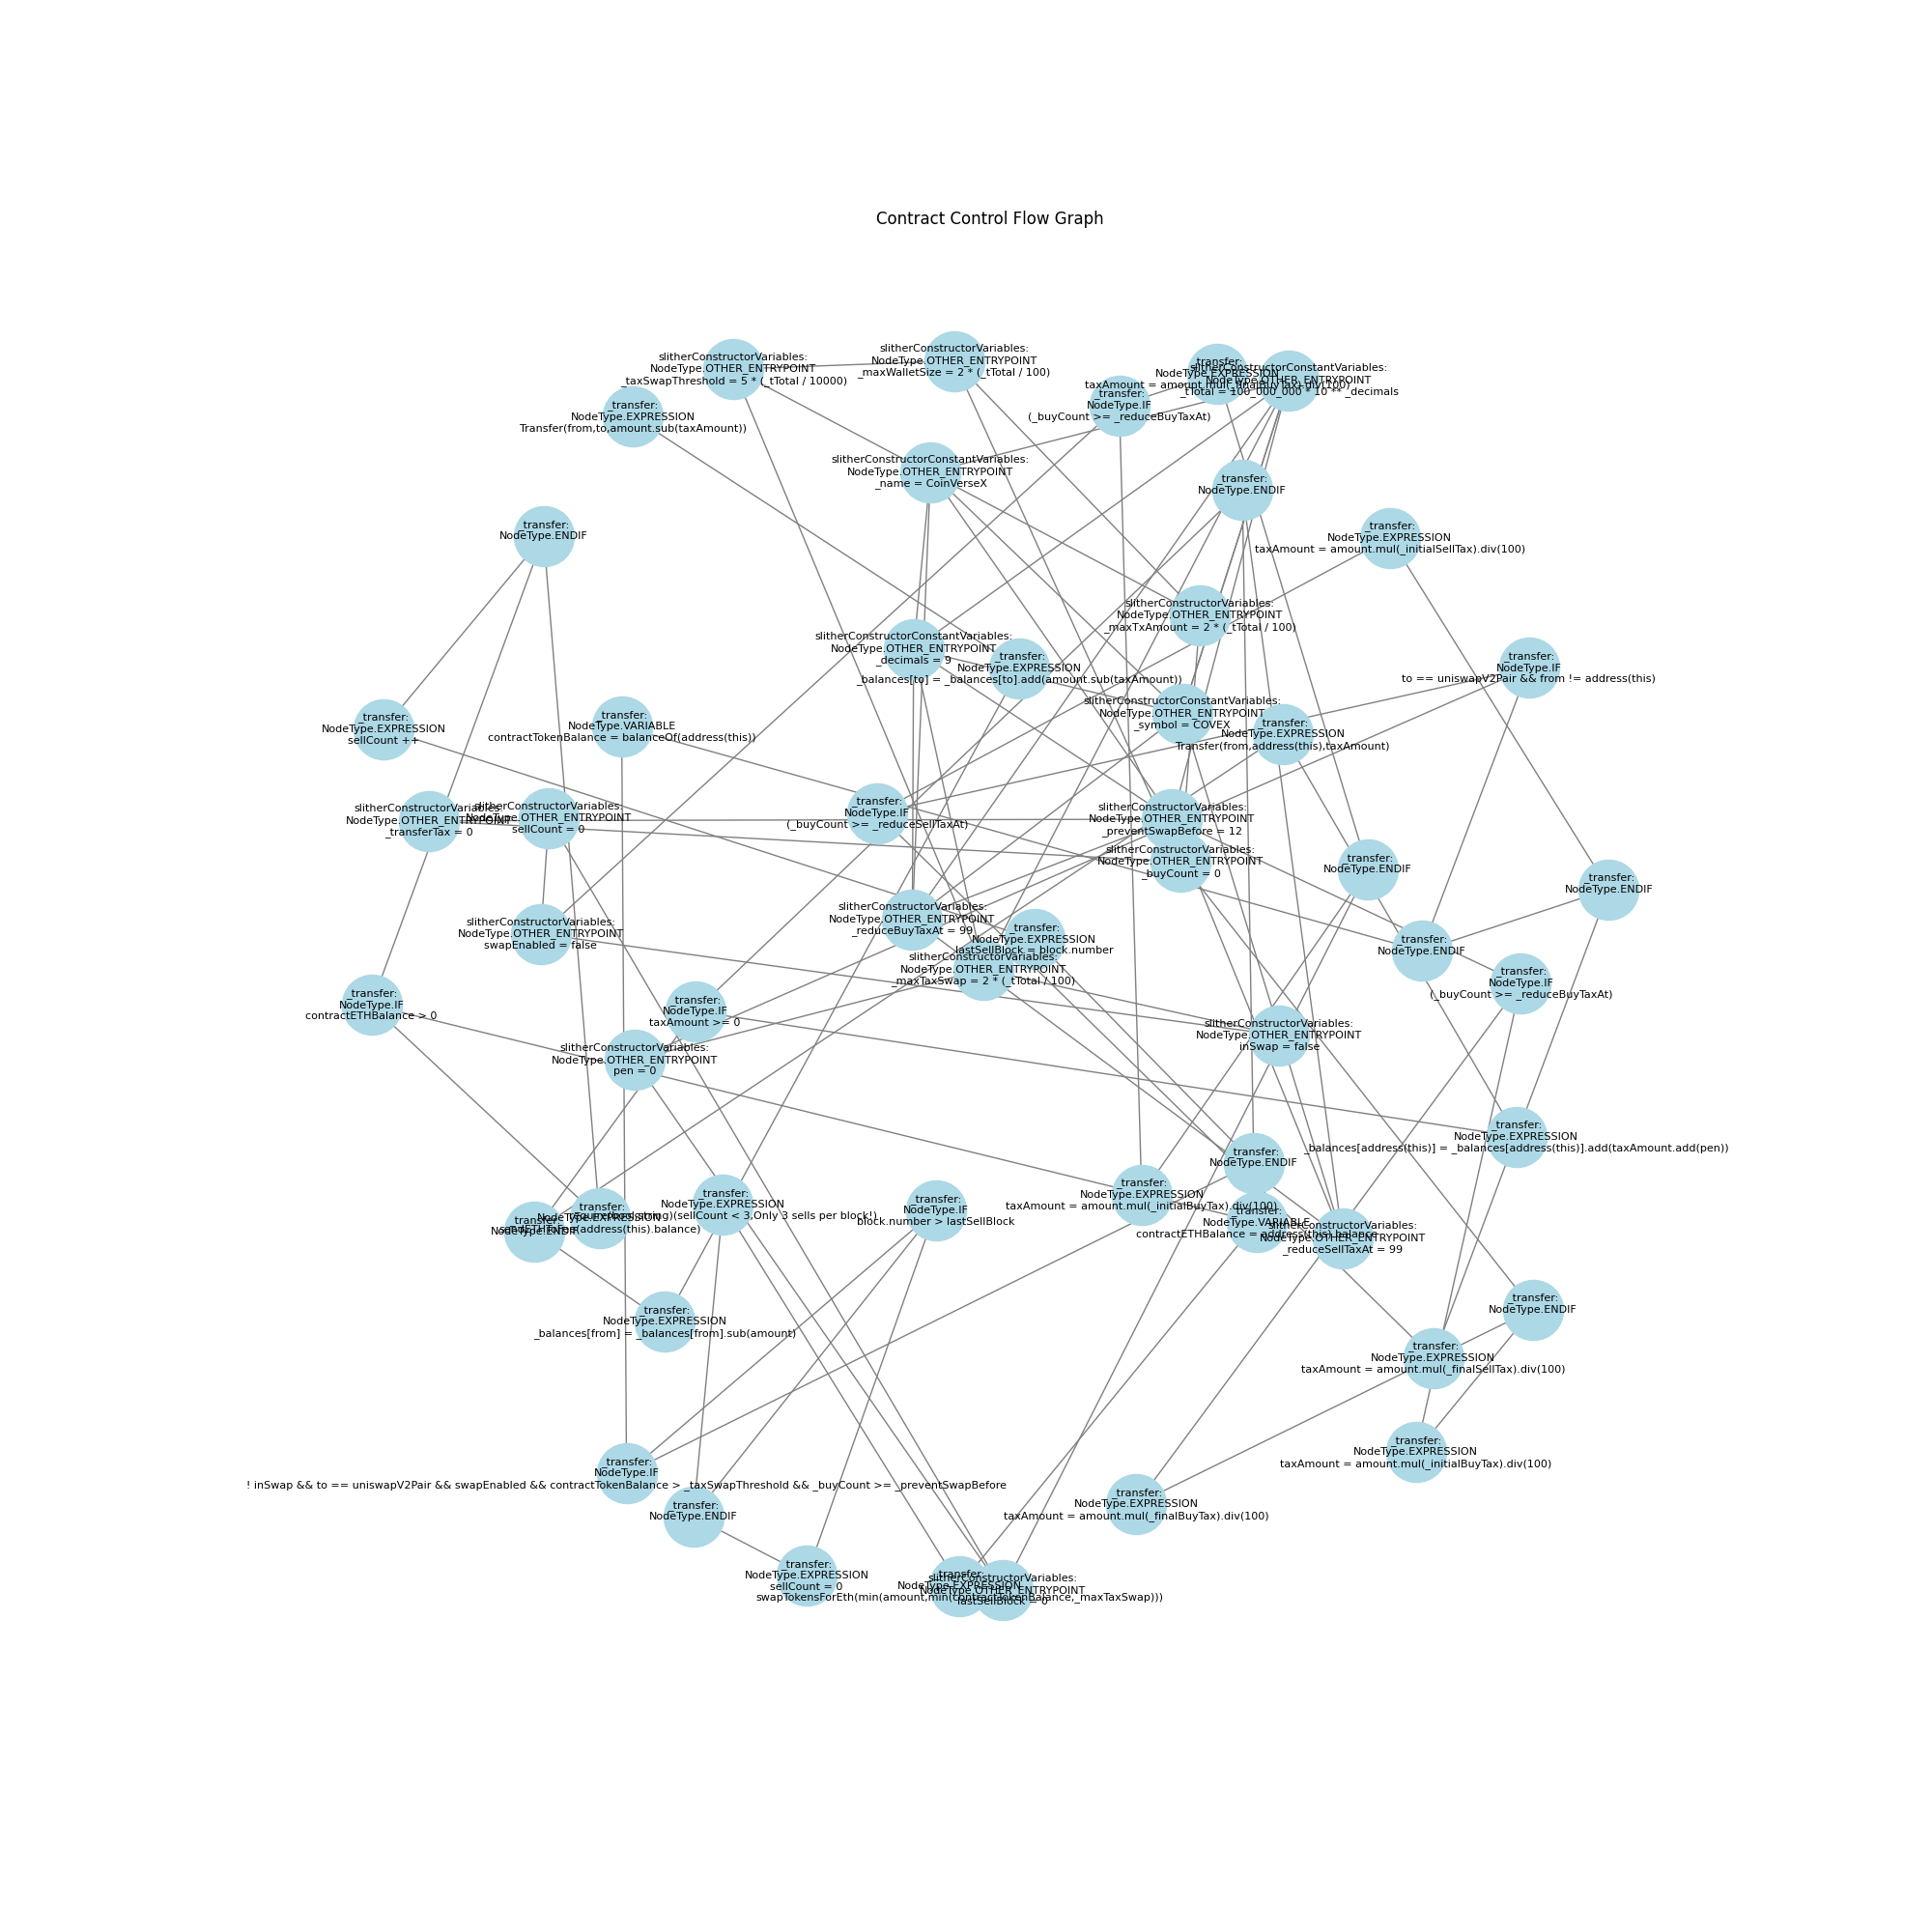 Contract Control Flow Graph
slitherConstructorVariables:
NodeType.OTHER_ENTRYPOINT
_maxWalletSize = 2 * (_tTotal / 100)
slitherConstructorVariables:
NodeType.OTHER_ENTRYPOINT
_taxSwapThreshold = 5 * (_tTotal / 10000)
_transfer:
NodeType.EXPRESSION
taxAmount = amount.mul(_finalBuyTax).div(100)
slitherConstructorConstantVariables:
NodeType.OTHER_ENTRYPOINT
_tTotal = 100_000_000 * 10 ** _decimals
_transfer:
NodeType.IF
(_buyCount >= _reduceBuyTaxAt)
_transfer:
NodeType.EXPRESSION
Transfer(from,to,amount.sub(taxAmount))
slitherConstructorConstantVariables:
NodeType.OTHER_ENTRYPOINT
_name = CoinVerseX
_transfer:
NodeType.ENDIF
_transfer:
NodeType.ENDIF
_transfer:
NodeType.EXPRESSION
taxAmount = amount.mul(_initialSellTax).div(100)
slitherConstructorVariables:
NodeType.OTHER_ENTRYPOINT
_maxTxAmount = 2 * (_tTotal / 100)
slitherConstructorConstantVariables:
NodeType.OTHER_ENTRYPOINT
_decimals = 9
_transfer:
NodeType.EXPRESSION
_balances[to] = _balances[to].add(amount.sub(taxAmount))
_transfer:
NodeType.IF
to == uniswapV2Pair && from != address(this)
slitherConstructorConstantVariables:
NodeType.OTHER_ENTRYPOINT
_symbol = COVEX
_transfer:
NodeType.EXPRESSION
sellCount ++
_transfer:
NodeType.VARIABLE
contractTokenBalance = balanceOf(address(this))
_transfer:
NodeType.EXPRESSION
Transfer(from,address(this),taxAmount)
slitherConstructorVariables:
NodeType.OTHER_ENTRYPOINT
_transferTax = 0
slitherConstructorVariables:
NodeType.OTHER_ENTRYPOINT
sellCount = 0
_transfer:
NodeType.IF
(_buyCount >= _reduceSellTaxAt)
slitherConstructorVariables:
NodeType.OTHER_ENTRYPOINT
_preventSwapBefore = 12
slitherConstructorVariables:
NodeType.OTHER_ENTRYPOINT
_buyCount = 0
_transfer:
NodeType.ENDIF
_transfer:
NodeType.ENDIF
slitherConstructorVariables:
NodeType.OTHER_ENTRYPOINT
swapEnabled = false
slitherConstructorVariables:
NodeType.OTHER_ENTRYPOINT
_reduceBuyTaxAt = 99
_transfer:
NodeType.EXPRESSION
lastSellBlock = block.number
_transfer:
NodeType.ENDIF
slitherConstructorVariables:
NodeType.OTHER_ENTRYPOINT
_maxTaxSwap = 2 * (_tTotal / 100)
_transfer:
NodeType.IF
(_buyCount >= _reduceBuyTaxAt)
_transfer:
NodeType.IF
contractETHBalance > 0
_transfer:
NodeType.IF
taxAmount >= 0
slitherConstructorVariables:
NodeType.OTHER_ENTRYPOINT
inSwap = false
slitherConstructorVariables:
NodeType.OTHER_ENTRYPOINT
pen = 0
_transfer:
NodeType.EXPRESSION
_balances[address(this)] = _balances[address(this)].add(taxAmount.add(pen))
_transfer:
NodeType.ENDIF
_transfer:
NodeType.EXPRESSION
taxAmount = amount.mul(_initialBuyTax).div(100)
_transfer:
NodeType.EXPRESSION
require(bool,string)(sellCount < 3,Only 3 sells per block!)
_transfer:
NodeType.EXPRESSION
sendETHToFee(address(this).balance)
_transfer:
NodeType.ENDIF
_transfer:
NodeType.IF
block.number > lastSellBlock
_transfer:
NodeType.VARIABLE
contractETHBalance = address(this).balance
slitherConstructorVariables:
NodeType.OTHER_ENTRYPOINT
_reduceSellTaxAt = 99
_transfer:
NodeType.ENDIF
_transfer:
NodeType.EXPRESSION
_balances[from] = _balances[from].sub(amount)
_transfer:
NodeType.EXPRESSION
taxAmount = amount.mul(_finalSellTax).div(100)
_transfer:
NodeType.EXPRESSION
taxAmount = amount.mul(_initialBuyTax).div(100)
_transfer:
NodeType.IF
! inSwap && to == uniswapV2Pair && swapEnabled && contractTokenBalance > _taxSwapThreshold && _buyCount >= _preventSwapBefore
_transfer:
NodeType.EXPRESSION
taxAmount = amount.mul(_finalBuyTax).div(100)
_transfer:
NodeType.ENDIF
_transfer:
NodeType.EXPRESSION
sellCount = 0
_transfer:
NodeType.EXPRESSION
swapTokensForEth(min(amount,min(contractTokenBalance,_maxTaxSwap)))
slitherConstructorVariables:
NodeType.OTHER_ENTRYPOINT
lastSellBlock = 0